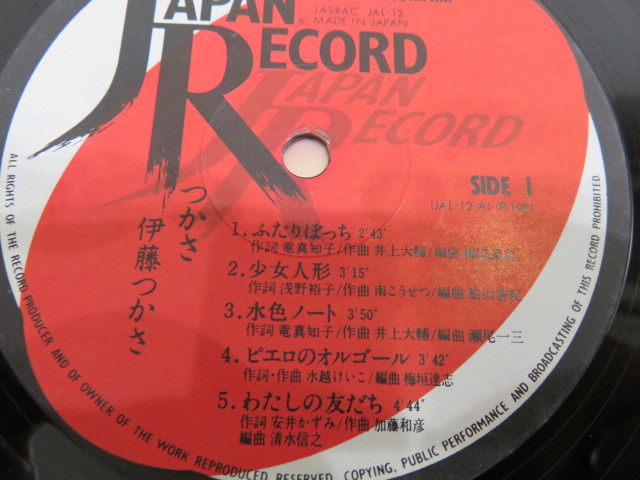 JASRAC JAL-12
MADE IN JAPAN
JAPAN
RECORD
JAPAN
RECORD
SIDE 1
(JAL-12-A) Ⓟ1981
つかさ
伊藤つかさ
1. ふたりぼっち 2'43"
作詞 竜真知子/作曲 井上大輔/編曲
2. 少女人形 3'15"
作詞 浅野裕子/作曲 南こうせつ/編曲
3. 水色ノート 3'50"
作詞 竜真知子/作曲 井上大輔/編曲 瀬尾一三
4. ピエロのオルゴール 3'42"
作詞・作曲 水越けいこ/編曲 梅垣達志
5. わたしの友だち 4'44"
作詞 安井かずみ/作曲 加藤和彦
編曲 清水信之
ALL RIGHTS OF THE RECORD PRODUCER AND OF OWNER OF THE WORK REPRODUCED RESERVED. COPYING, PUBLIC PERFORMANCE AND BROADCASTING OF THIS RECORD PROHIBITED.